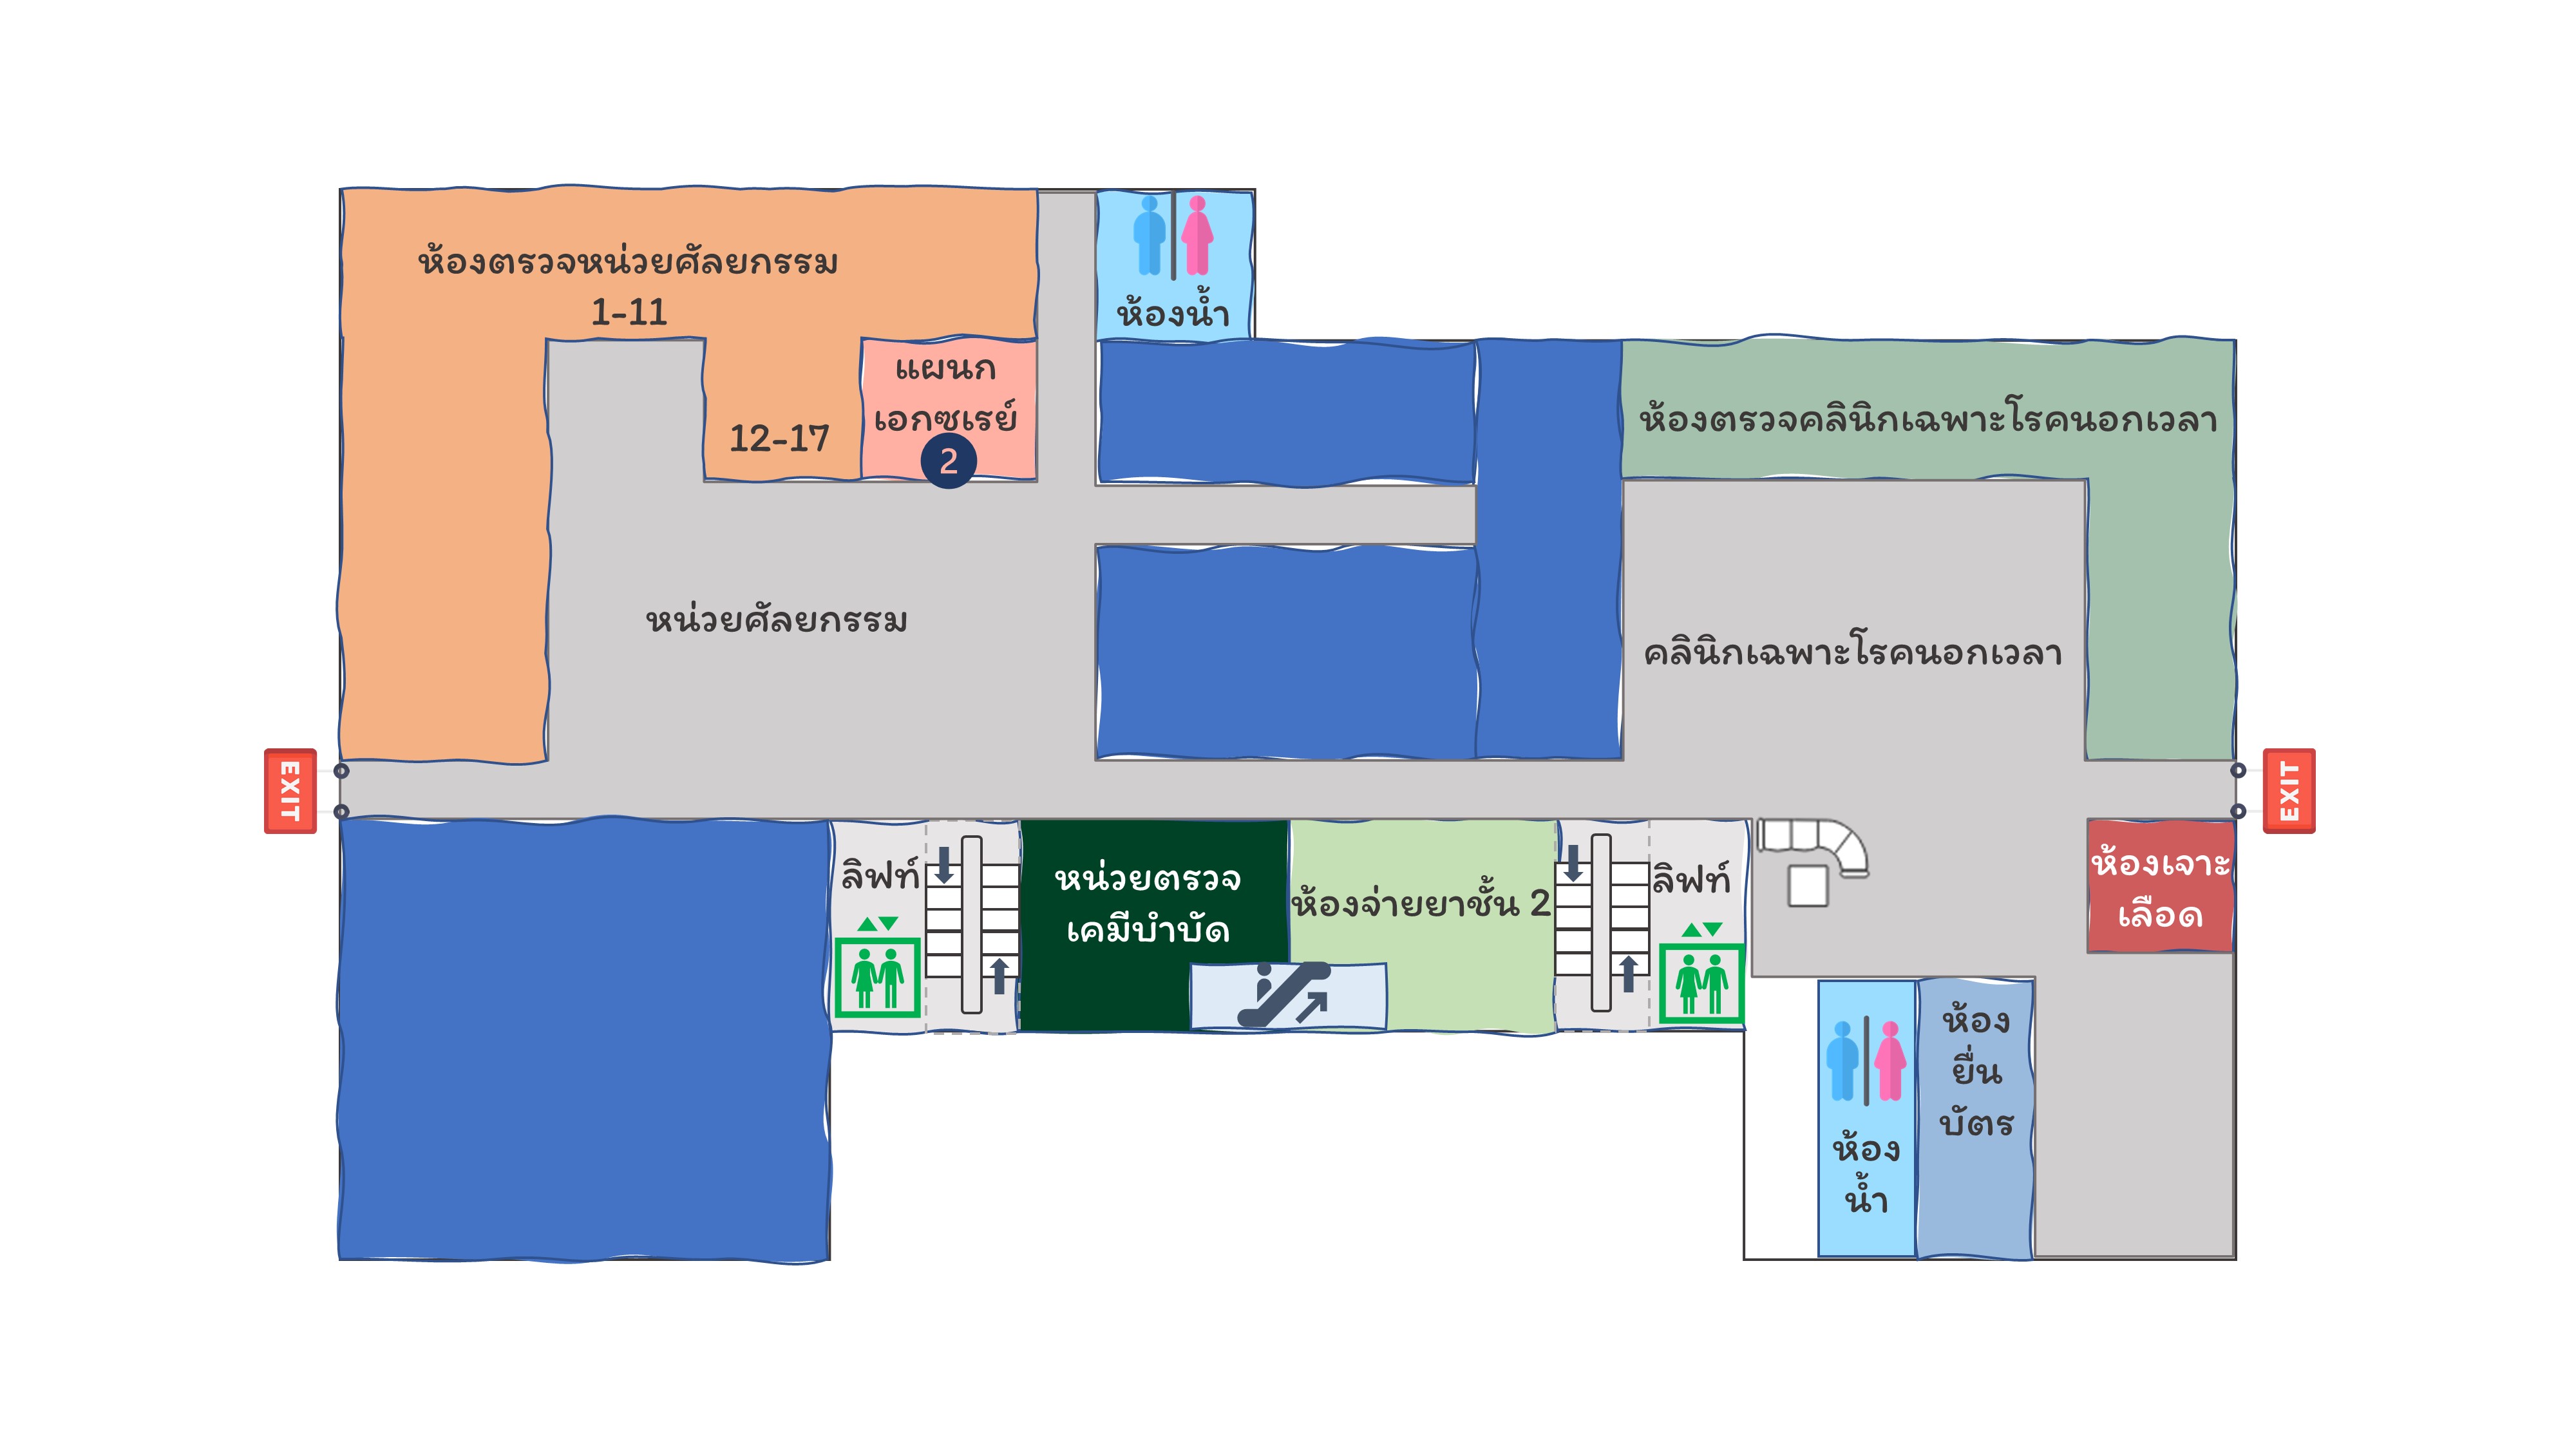 ห้องตรวจหน่วยศัลยกรรม
1-11
12-17
แผนก
เอกซเรย์
2
ห้องน้ำ
ห้องตรวจคลินิกเฉพาะโรคนอกเวลา
หน่วยศัลยกรรม
คลินิกเฉพาะโรคนอกเวลา
EXIT
EXIT
ลิฟท์
หน่วยตรวจ
เคมีบำบัด
ห้องจ่ายยาชั้น 2
ลิฟท์
ห้องเจาะ
เลือด
ห้อง
น้ำ
ห้อง
ยื่น
บัตร